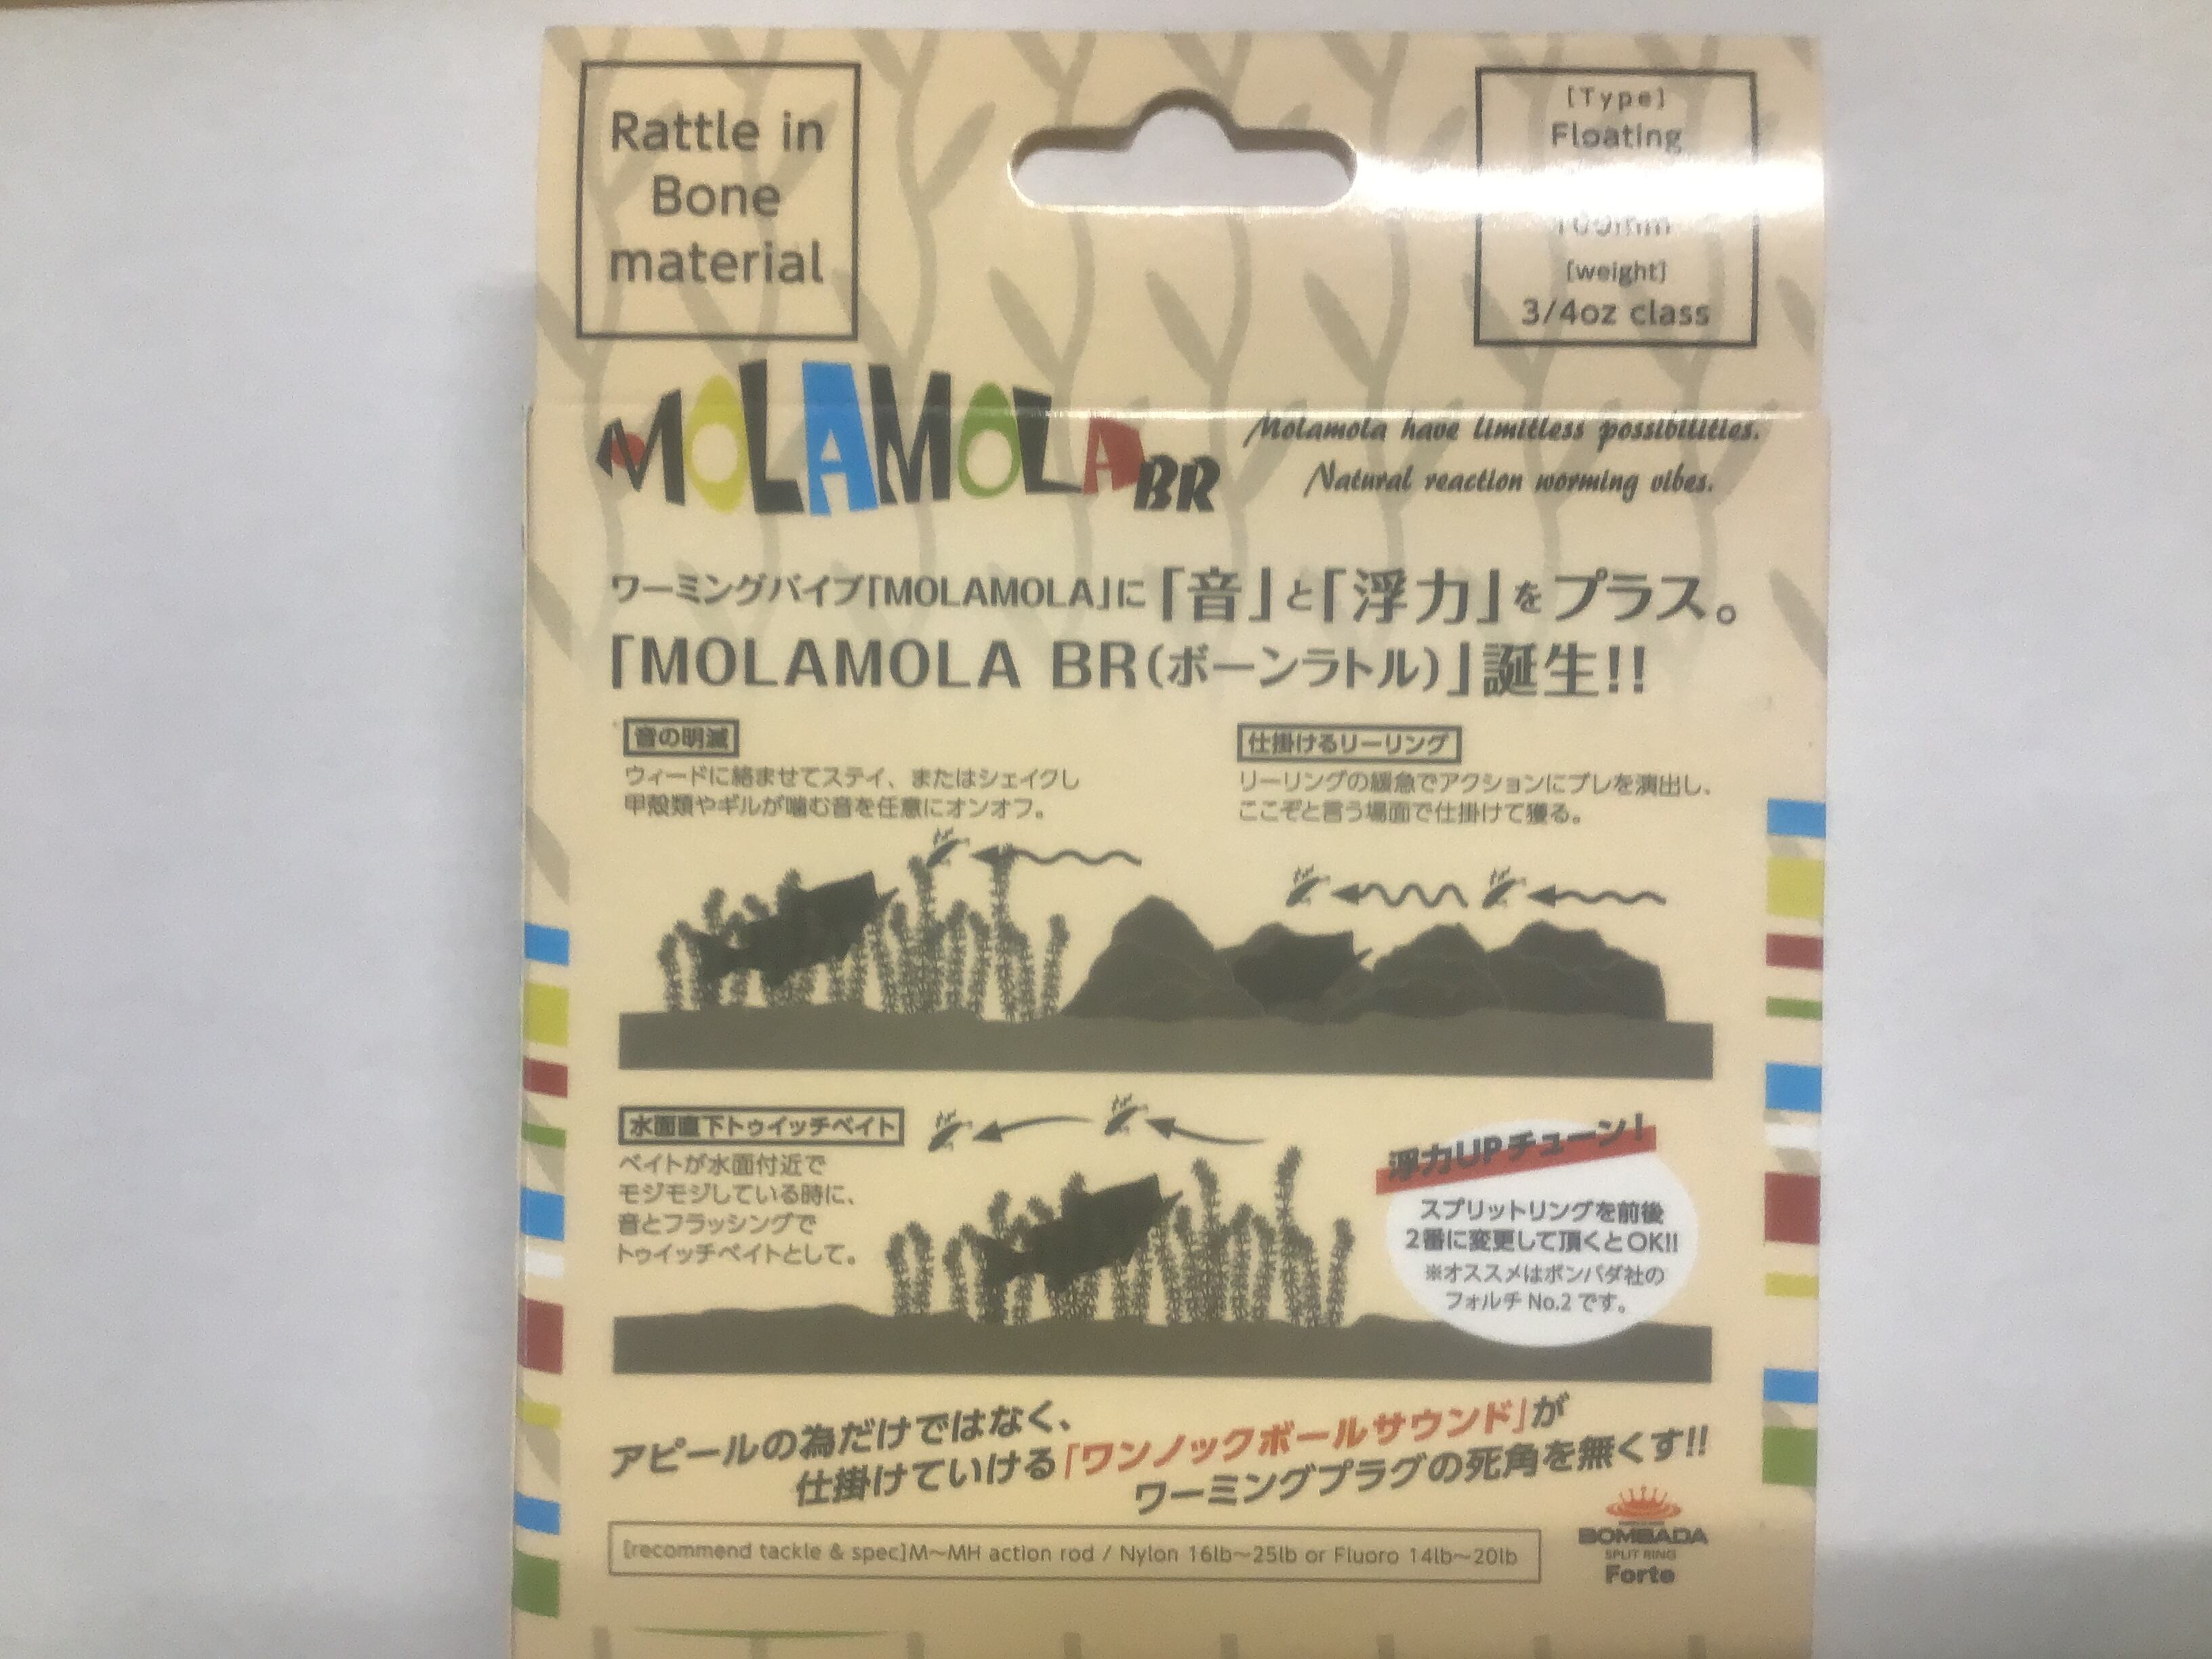 Rattle in
Bone
material
[Type]
Floating
[weight]
3/4oz class
MOLAMOLA BR
Molamola have limitless possibilities.
Natural reaction worming vibes.
ワーミングバイブ「MOLAMOLA」に「音」と「浮力」をプラス。
「MOLAMOLA BR(ボーンラトル)」誕生!!
音の明滅
ウィードに絡ませてステイ、またはシェイクし
甲殻類やギルが噛む音を任意にオンオフ。
仕掛けるリーリング
リーリングの緩急でアクションにブレを演出し、
ここぞと言う場面で仕掛けて獲る。
水面直下トゥイッチベイト
ベイトが水面付近で
モジモジしている時に、
音とフラッシングで
トゥイッチベイトとして。
浮力UPチューン!
スプリットリングを前後
2番に変更して頂くとOK!!
※オススメはボンバダ社の
フォルチ No.2 です。
アピールの為だけではなく、
仕掛けていける「ワンノックボールサウンド」が
ワーミングプラグの死角を無くす!!
[recommend tackle & spec]M~MH action rod / Nylon 16lb~25lb or Fluoro 14lb~20lb
BOMBADA
SPLIT RING
Forte